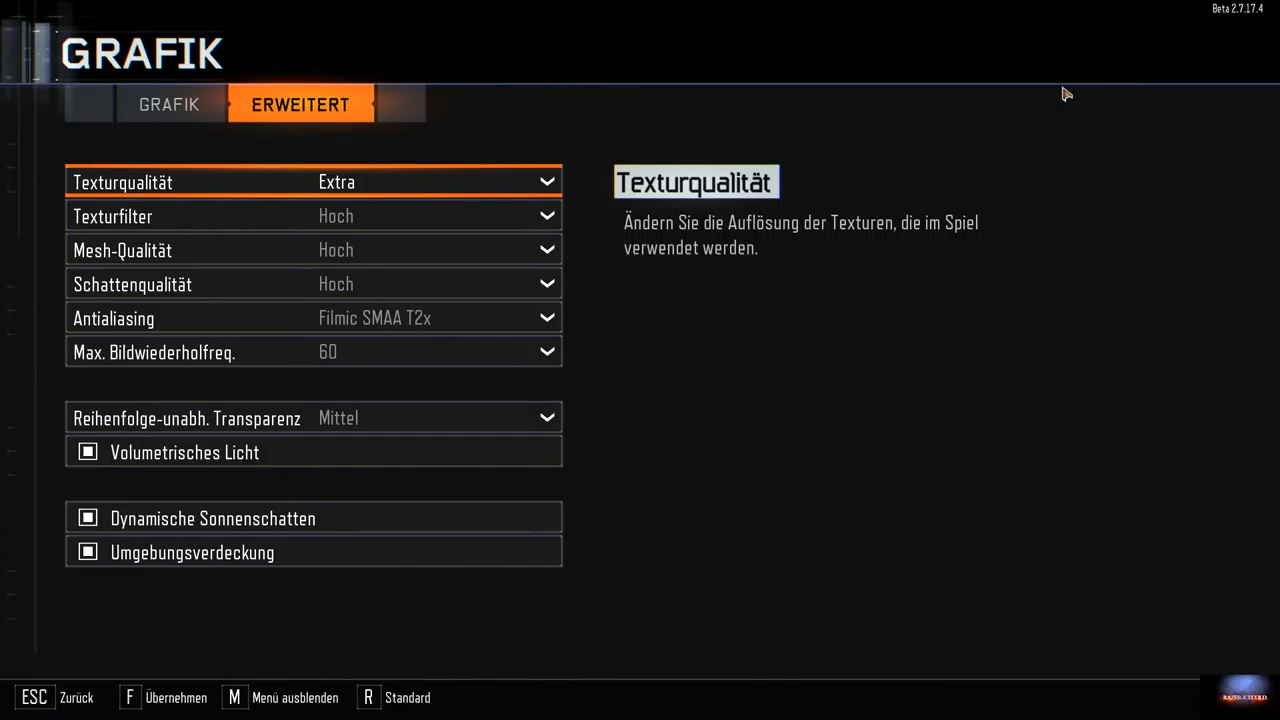 Beta 2.7.17.4
GRAFIK
GRAFIK
ERWEITERT
Texturqualität Extra
Texturfilter Hoch
Mesh-Qualität Hoch
Schattenqualität Hoch
Antialiasing Filmic SMAA T2x
Max. Bildwiederholfreq. 60
Reihenfolge-unabh. Transparenz Mittel
Volumetrisches Licht
Dynamische Sonnenschatten
Umgebungsverdeckung
Texturqualität
Ändern Sie die Auflösung der Texturen, die im Spiel
verwendet werden.
ESC Zurück F Übernehmen M Menü ausblenden R Standard